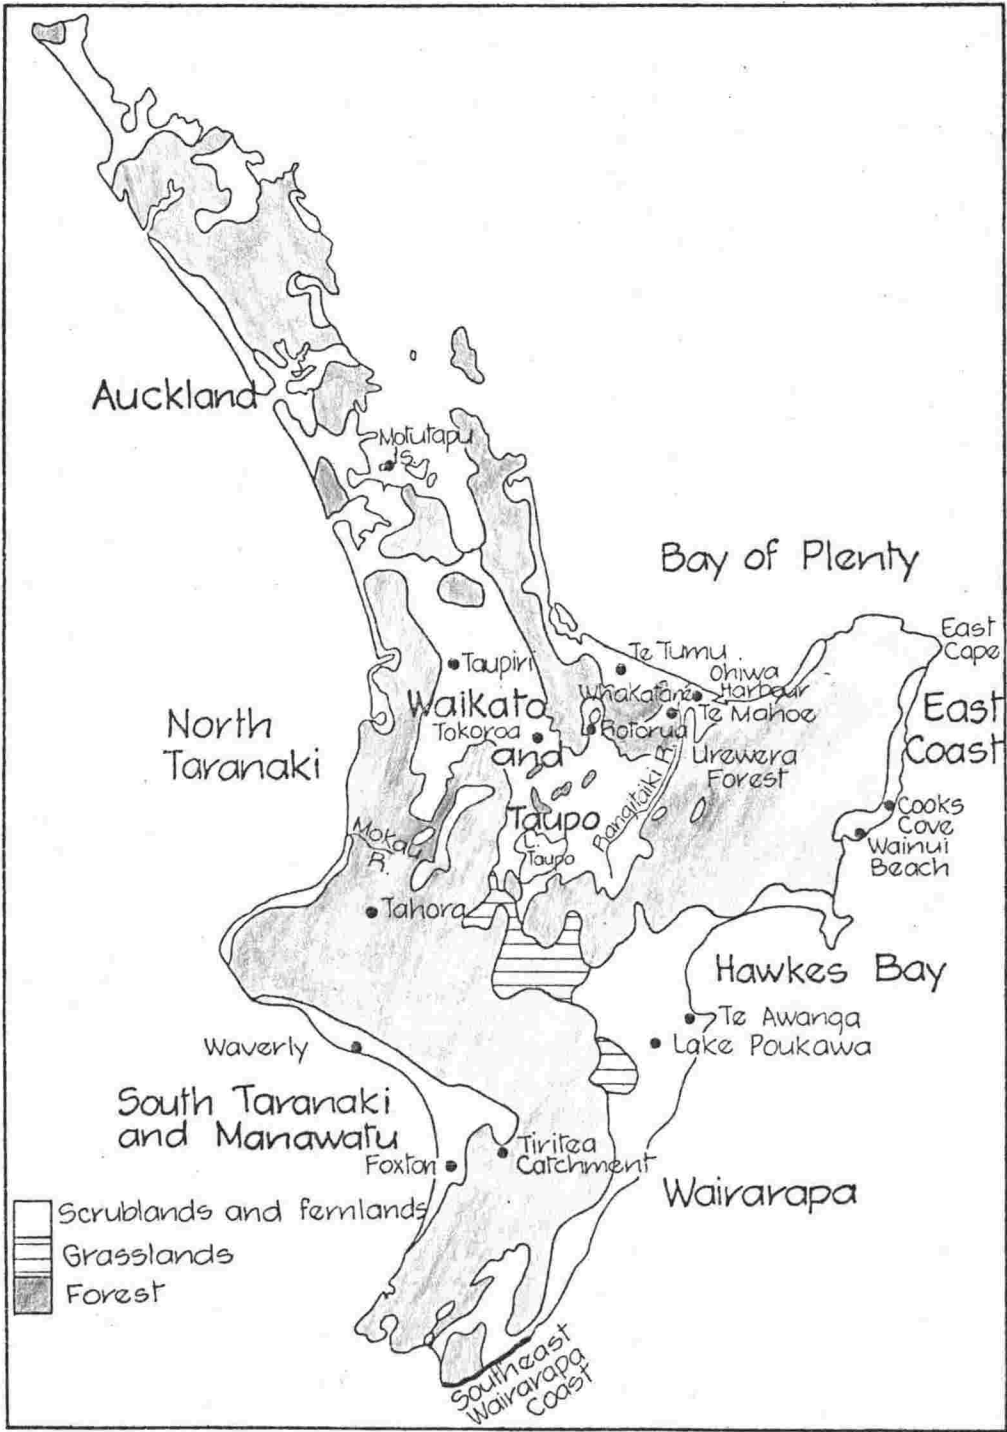 Auckland
Motutapu
Is.
Bay of Plenty
East
Cape
Te Tumu
Ohiwa
Harbour
Taupiri
Whakatane
Te Mahoe
Waikato
Tokoroa
and
Rotorua
East
Coast
North
Taranaki
Urewera
Forest
Rangitaiki R.
Taupo
L.
Taupo
Cooks
Cove
Wainui
Beach
Mokau
R.
Tahora
Hawkes Bay
Te Awanga
Lake Poukawa
Waverly
South Taranaki
and Manawatu
Tiritea
Catchment
Foxton
Wairarapa
Scrublands and fernlands
Grasslands
Forest
Southeast
Wairarapa
Coast